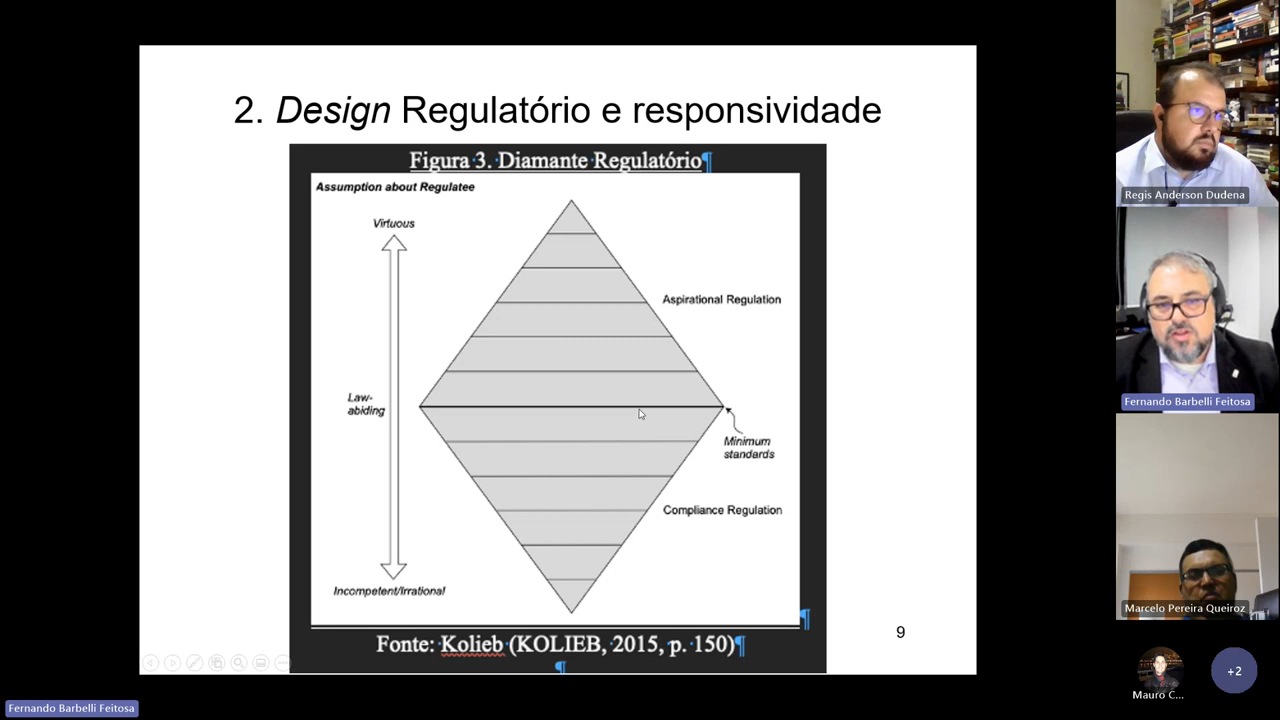 2. Design Regulatório e responsividade
Figura·3.·Diamante·Regulatório¶
Assumption about Regulatee
Virtuous
Aspirational Regulation
Law-
abiding
Minimum
standards
Compliance Regulation
Incompetent/Irrational
¶
Fonte:·Kolieb·(KOLIEB,·2015,·p.·150)¶
¶
9
Regis Anderson Dudena
Fernando Barbelli Feitosa
Marcelo Pereira Queiroz
Mauro C...
+2
Fernando Barbelli Feitosa